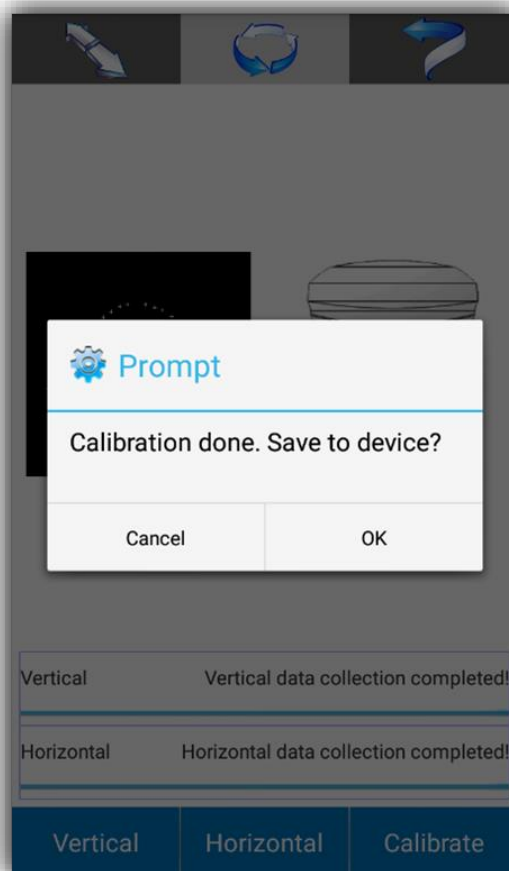 Prompt
Calibration done. Save to device?
Cancel OK
Vertical Vertical data collection completed!
Horizontal Horizontal data collection completed!
Vertical Horizontal Calibrate